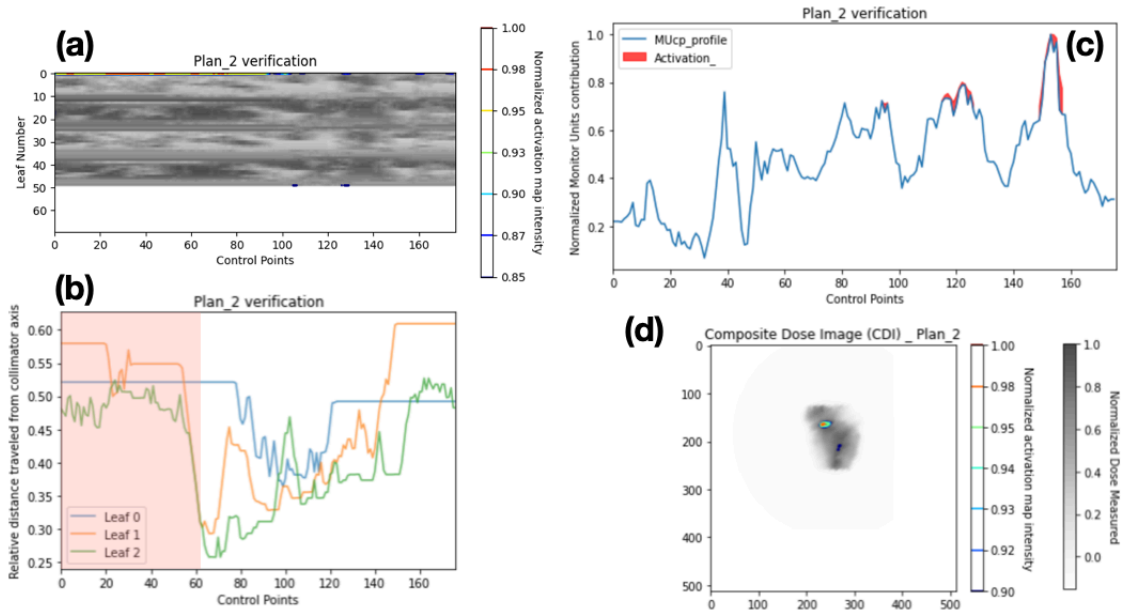 (a)
Plan_2 verification
0
10
20
30
40
50
60
Leaf Number
0 20 40 60 80 100 120 140 160
Control Points
1.00
0.98
0.95
0.93
0.90
0.87
0.85
Normalized activation map intensity
(b)
Plan_2 verification
0.60
0.55
0.50
0.45
0.40
0.35
0.30
0.25
Relative distance traveled from collimator axis
Leaf 0
Leaf 1
Leaf 2
0 20 40 60 80 100 120 140 160
Control Points
Plan_2 verification
(c)
MUcp_profile
Activation_
1.0
0.8
0.6
0.4
0.2
Normalized Monitor Units contribution
0 20 40 60 80 100 120 140 160
Control Points
(d)
Composite Dose Image (CDI) _ Plan_2
0
100
200
300
400
500
0 100 200 300 400 500
1.00
0.98
0.95
0.94
0.93
0.92
0.90
Normalized activation map intensity
1.0
0.8
0.6
0.4
0.2
0.0
Normalized Dose Measured